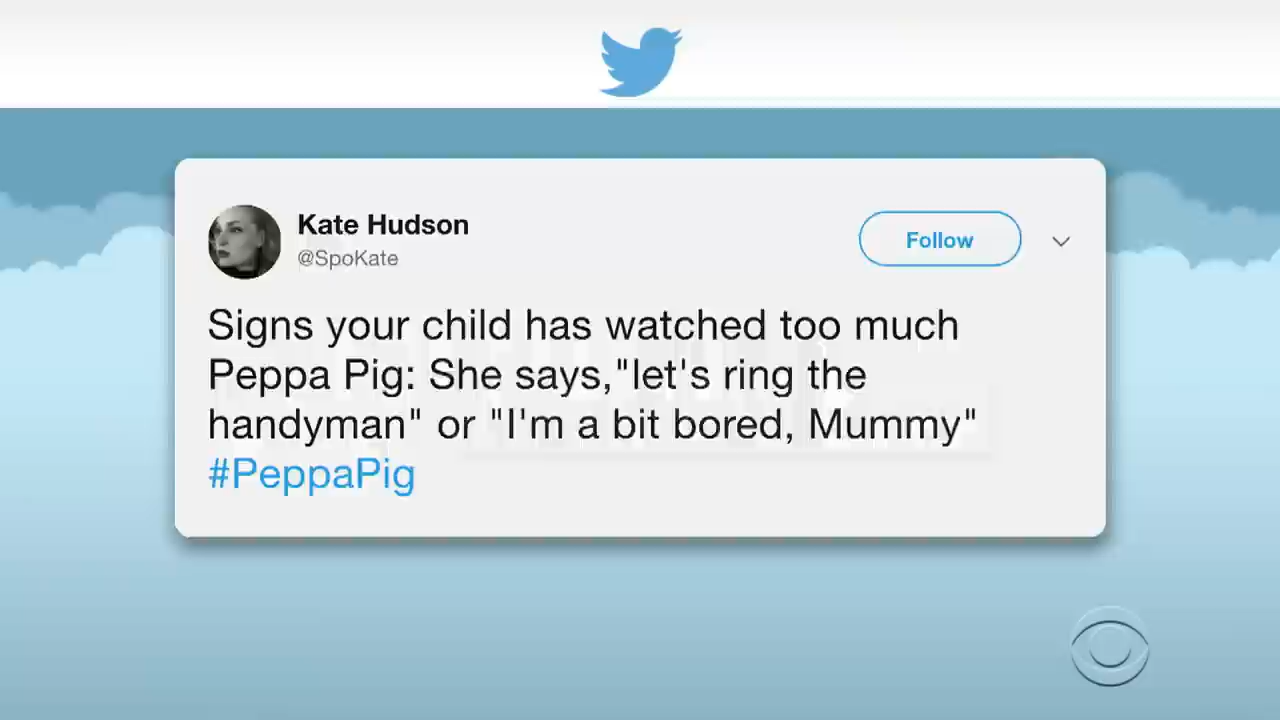 Kate Hudson
@SpoKate
Follow
Signs your child has watched too much
Peppa Pig: She says,"let's ring the
handyman" or "I'm a bit bored, Mummy"
#PeppaPig